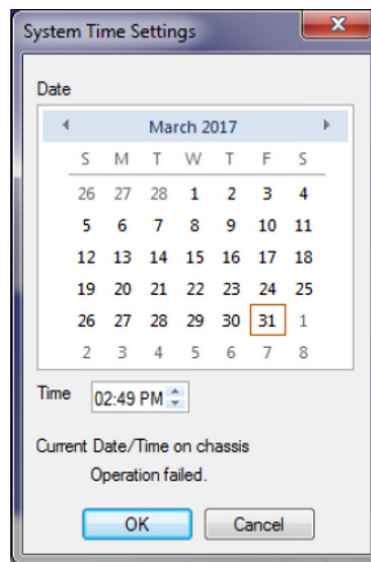 System Time Settings
Date
March 2017
S M T W T F S
26 27 28 1 2 3 4
5 6 7 8 9 10 11
12 13 14 15 16 17 18
19 20 21 22 23 24 25
26 27 28 29 30 31 1
2 3 4 5 6 7 8
Time 02:49 PM
Current Date/Time on chassis
Operation failed.
OK Cancel